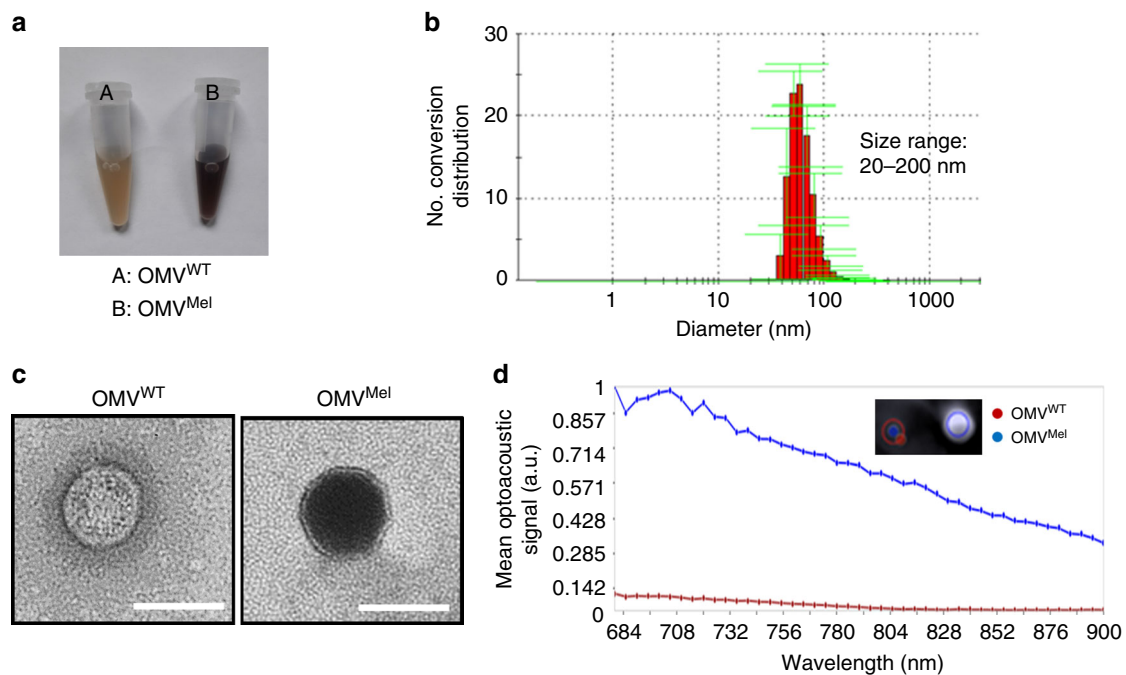 a
A
B
A: OMV^WT
B: OMV^Mel
b
30
20
10
0
No. conversion
distribution
Size range:
20–200 nm
1
10
100
1000
Diameter (nm)
c
OMV^WT
OMV^Mel
d
1
0.857
0.714
0.571
0.428
0.285
0.142
0
Mean optoacoustic
signal (a.u.)
OMV^WT
OMV^Mel
684
708
732
756
780
804
828
852
876
900
Wavelength (nm)